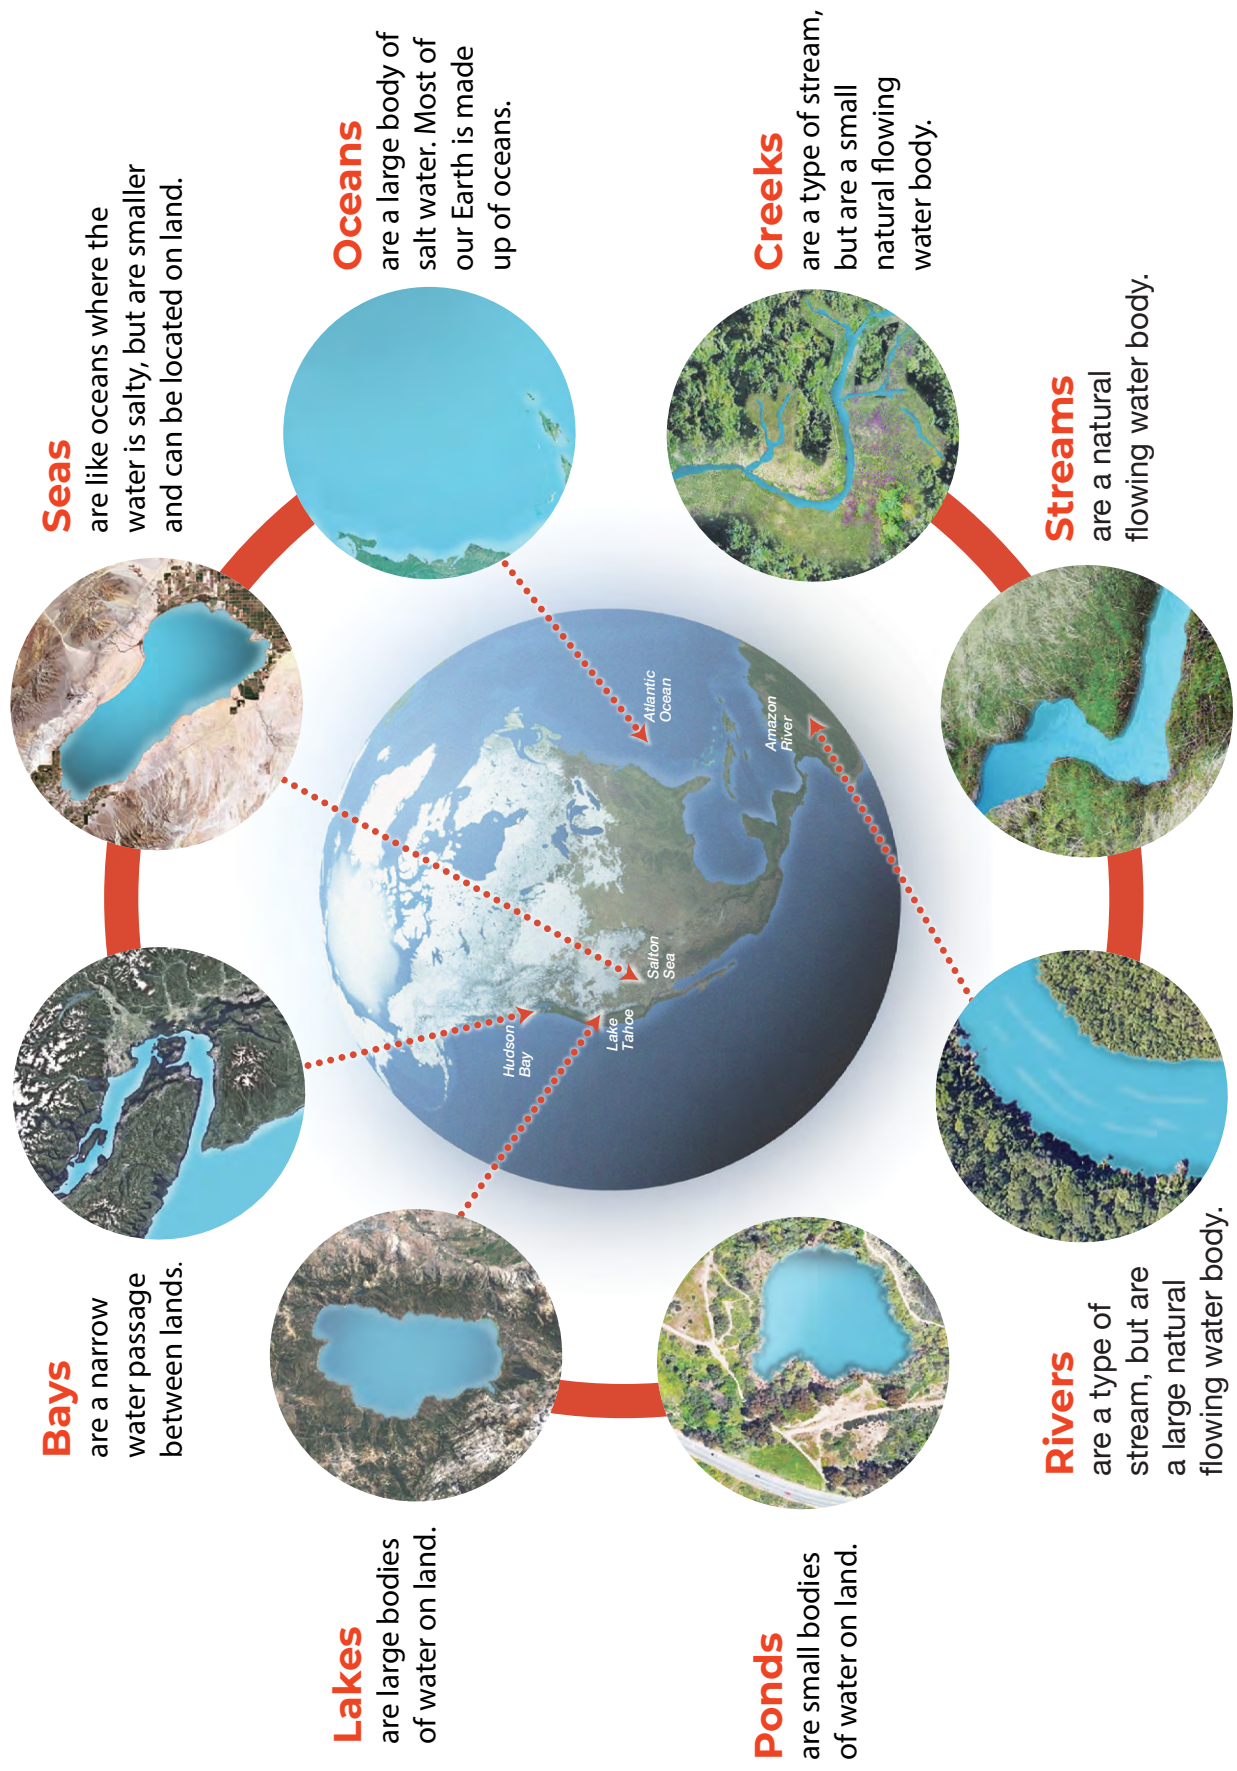 Seas
are like oceans where the
water is salty, but are smaller
and can be located on land.
Oceans
are a large body of
salt water. Most of
our Earth is made
up of oceans.
Creeks
are a type of stream,
but are a small
natural flowing
water body.
Streams
are a natural
flowing water body.
Rivers
are a type of
stream, but are
a large natural
flowing water body.
Ponds
are small bodies
of water on land.
Lakes
are large bodies
of water on land.
Bays
are a narrow
water passage
between lands.
Hudson
Bay
Lake
Tahoe
Salton
Sea
Atlantic
Ocean
Amazon
River